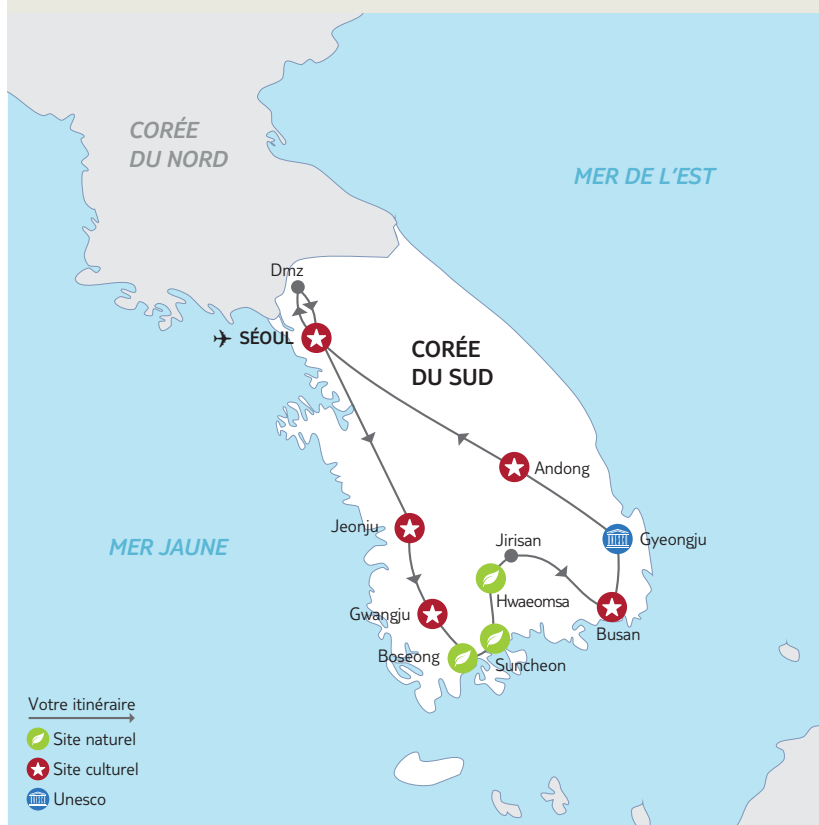 CORÉE
DU NORD
MER DE L'EST
Dmz
SÉOUL
CORÉE
DU SUD
Andong
Jeonju
MER JAUNE
Jirisan
Gyeongju
Hwaeomsa
Gwangju
Busan
Boseong
Suncheon
Votre itinéraire
Site naturel
Site culturel
Unesco